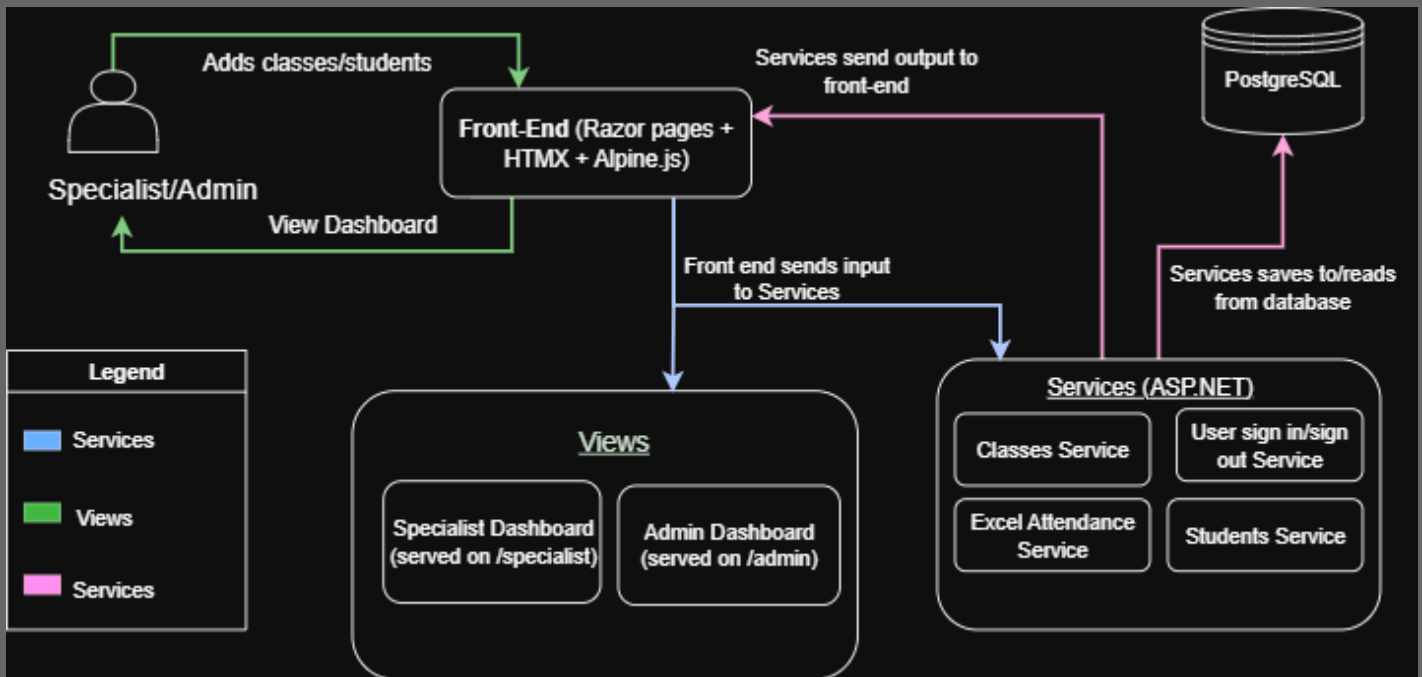 Adds classes/students
Services send output to
front-end
PostgreSQL
Front-End (Razor pages +
HTMX + Alpine.js)
Specialist/Admin
View Dashboard
Front end sends input
to Services
Services saves to/reads
from database
Legend
Services
Views
Services
Views
Specialist Dashboard
(served on /specialist)
Admin Dashboard
(served on /admin)
Services (ASP.NET)
Classes Service
User sign in/sign
out Service
Excel Attendance
Service
Students Service